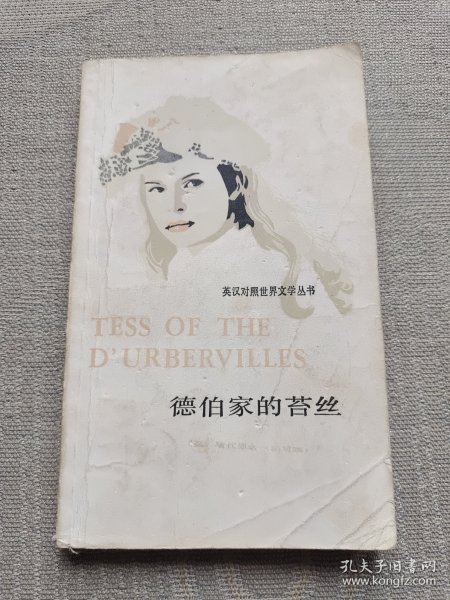 英汉对照世界文学丛书
TESS OF THE
D'URBERVILLES
德伯家的苔丝
孔夫子旧书网
www.kongfz.com